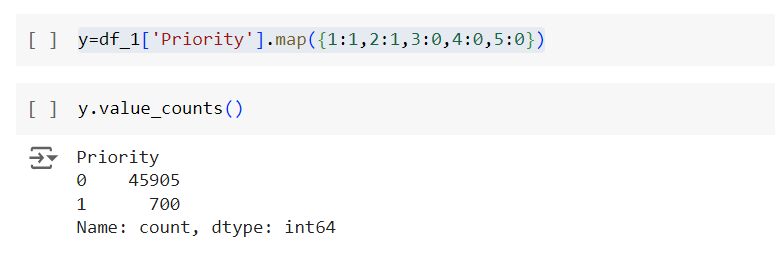 [ ] y=df_1['Priority'].map({1:1,2:1,3:0,4:0,5:0})
[ ] y.value_counts()
Priority
0    45905
1      700
Name: count, dtype: int64